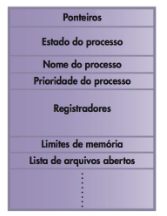 Ponteiros
Estado do processo
Nome do processo
Prioridade do processo
Registradores
Limites de memória
Lista de arquivos abertos